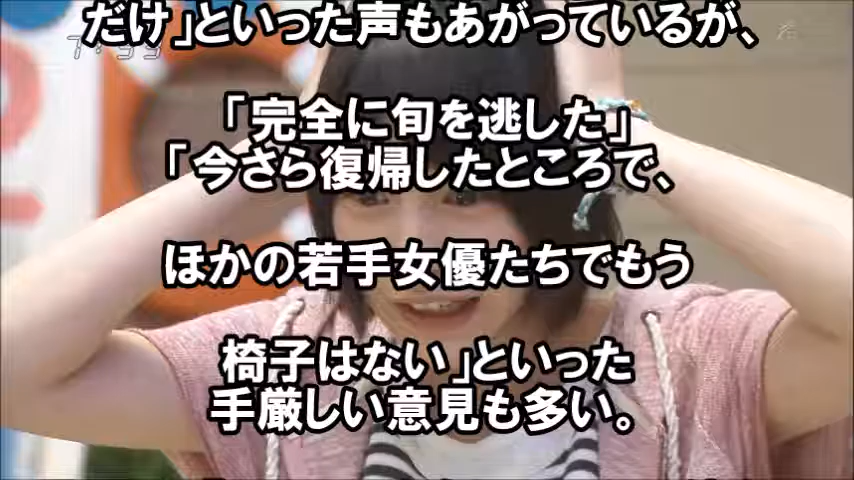 だけ」といった声もあがっているが、
「完全に旬を逃した」
「今さら復帰したところで、
ほかの若手女優たちでもう
椅子はない」といった
手厳しい意見も多い。